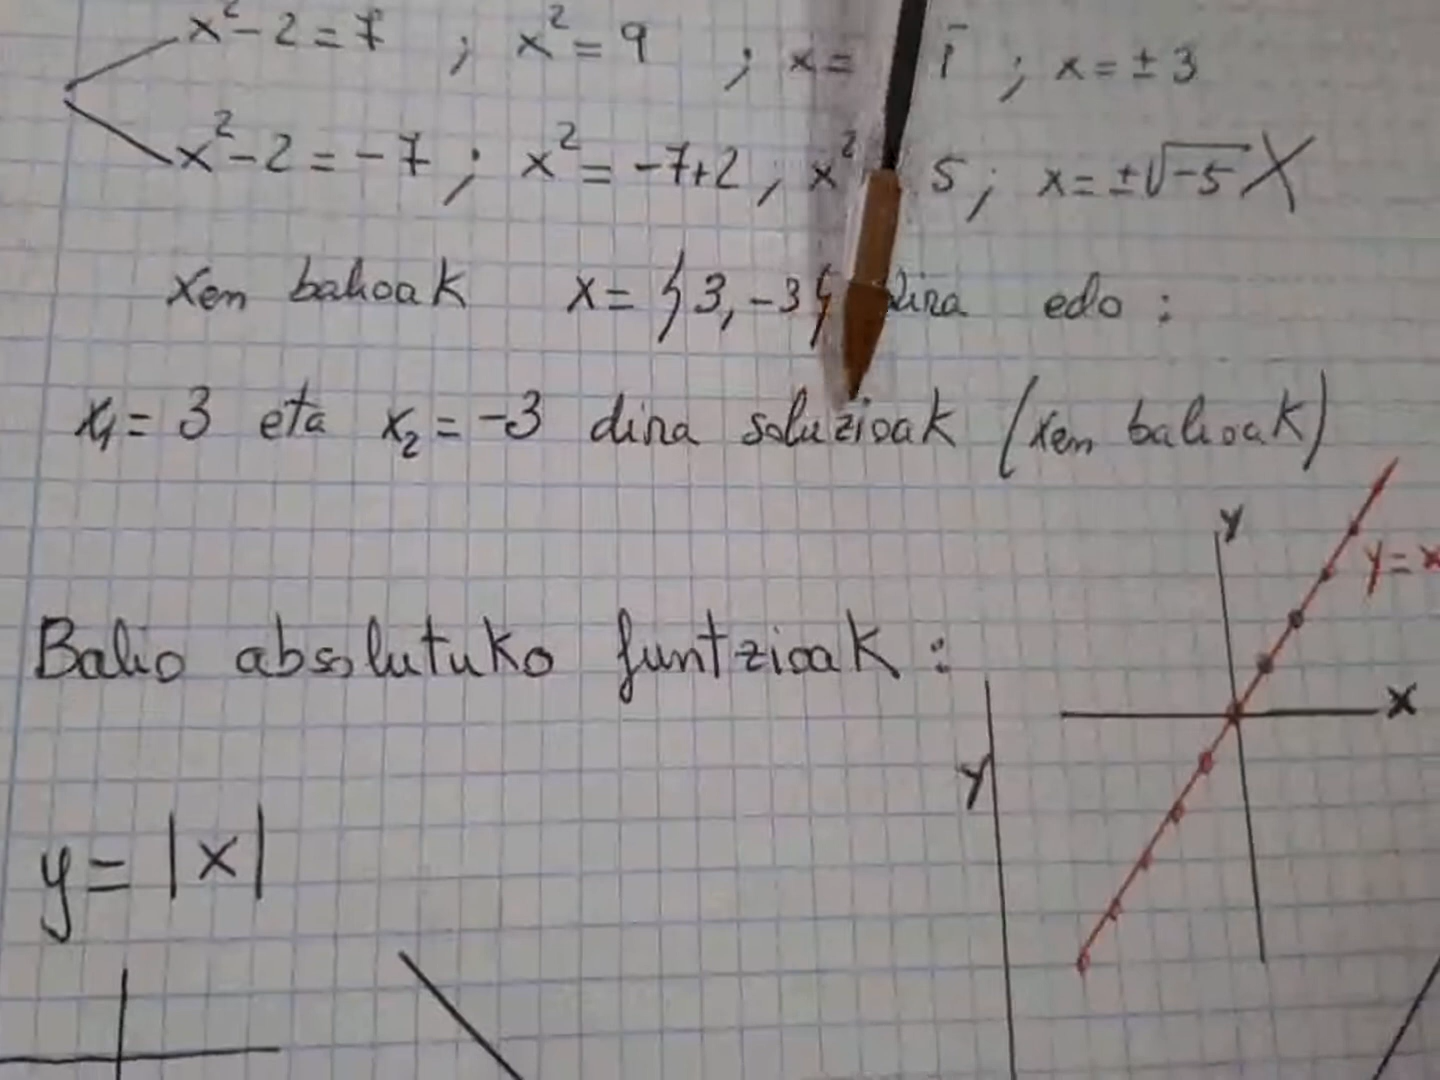 x²-2=7 ; x²=9 ; x= ; x=±3
x²-2=-7 ; x²=-7+2, x² 5; x=±√-5 X
xen balioak x={3,-3} dira edo:
x₁=3 eta x₂=-3 dira soluzioak (xen balioak)
y
y=x
x
Balio absolutuko funtzioak:
y
y=|x|